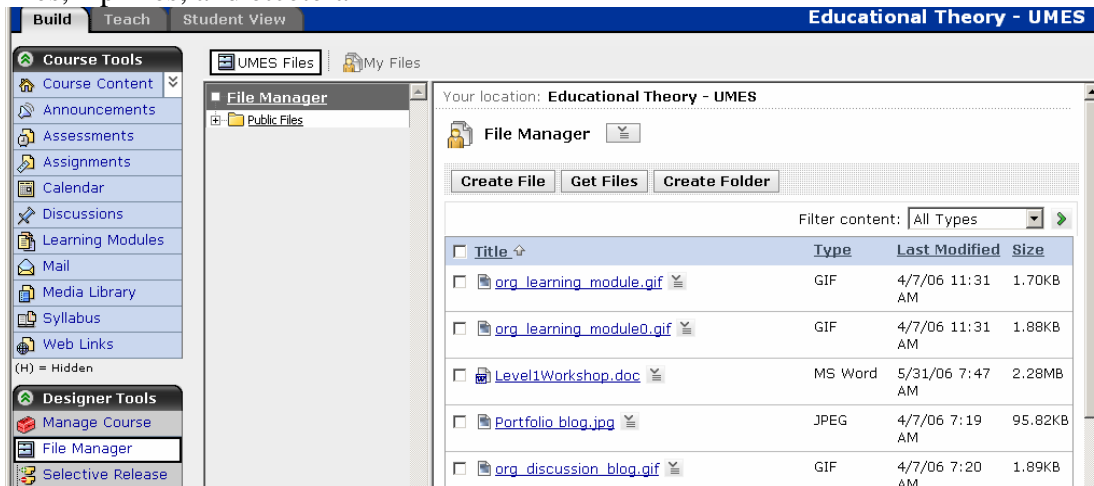 Build Teach Student View Educational Theory - UMES
Course Tools
Course Content
Announcements
Assessments
Assignments
Calendar
Discussions
Learning Modules
Mail
Media Library
Syllabus
Web Links
(H) = Hidden
Designer Tools
Manage Course
File Manager
Selective Release
UMES Files My Files
File Manager
Public Files
Your location: Educational Theory - UMES
File Manager
Create File Get Files Create Folder
Filter content: All Types
Title Type Last Modified Size
org_learning_module.gif GIF 4/7/06 11:31 AM 1.70KB
org_learning_module0.gif GIF 4/7/06 11:31 AM 1.88KB
Level1Workshop.doc MS Word 5/31/06 7:47 AM 2.28MB
Portfolio blog.jpg JPEG 4/7/06 7:19 AM 95.82KB
org_discussion_blog.gif GIF 4/7/06 7:20 AM 1.89KB